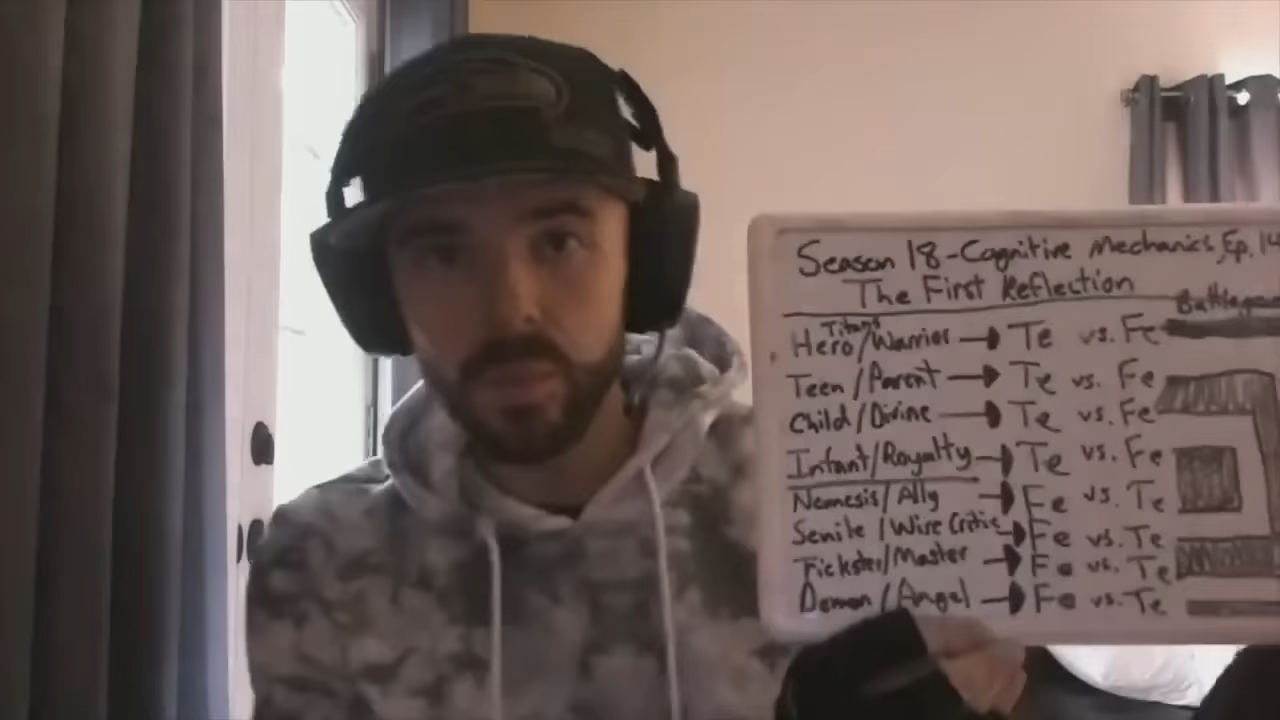 Season 18-Cognitive Mechanics, Ep. 14
The First Reflection
Titans
Hero/Warrior → Te vs. Fe
Teen/Parent → Te vs. Fe
Child/Divine → Te vs. Fe
Infant/Royalty → Te vs. Fe
Nemesis/Ally → Fe vs. Te
Senile/Wise Critic → Fe vs. Te
Trickster/Master → Fe vs. Te
Demon/Angel → Fe vs. Te